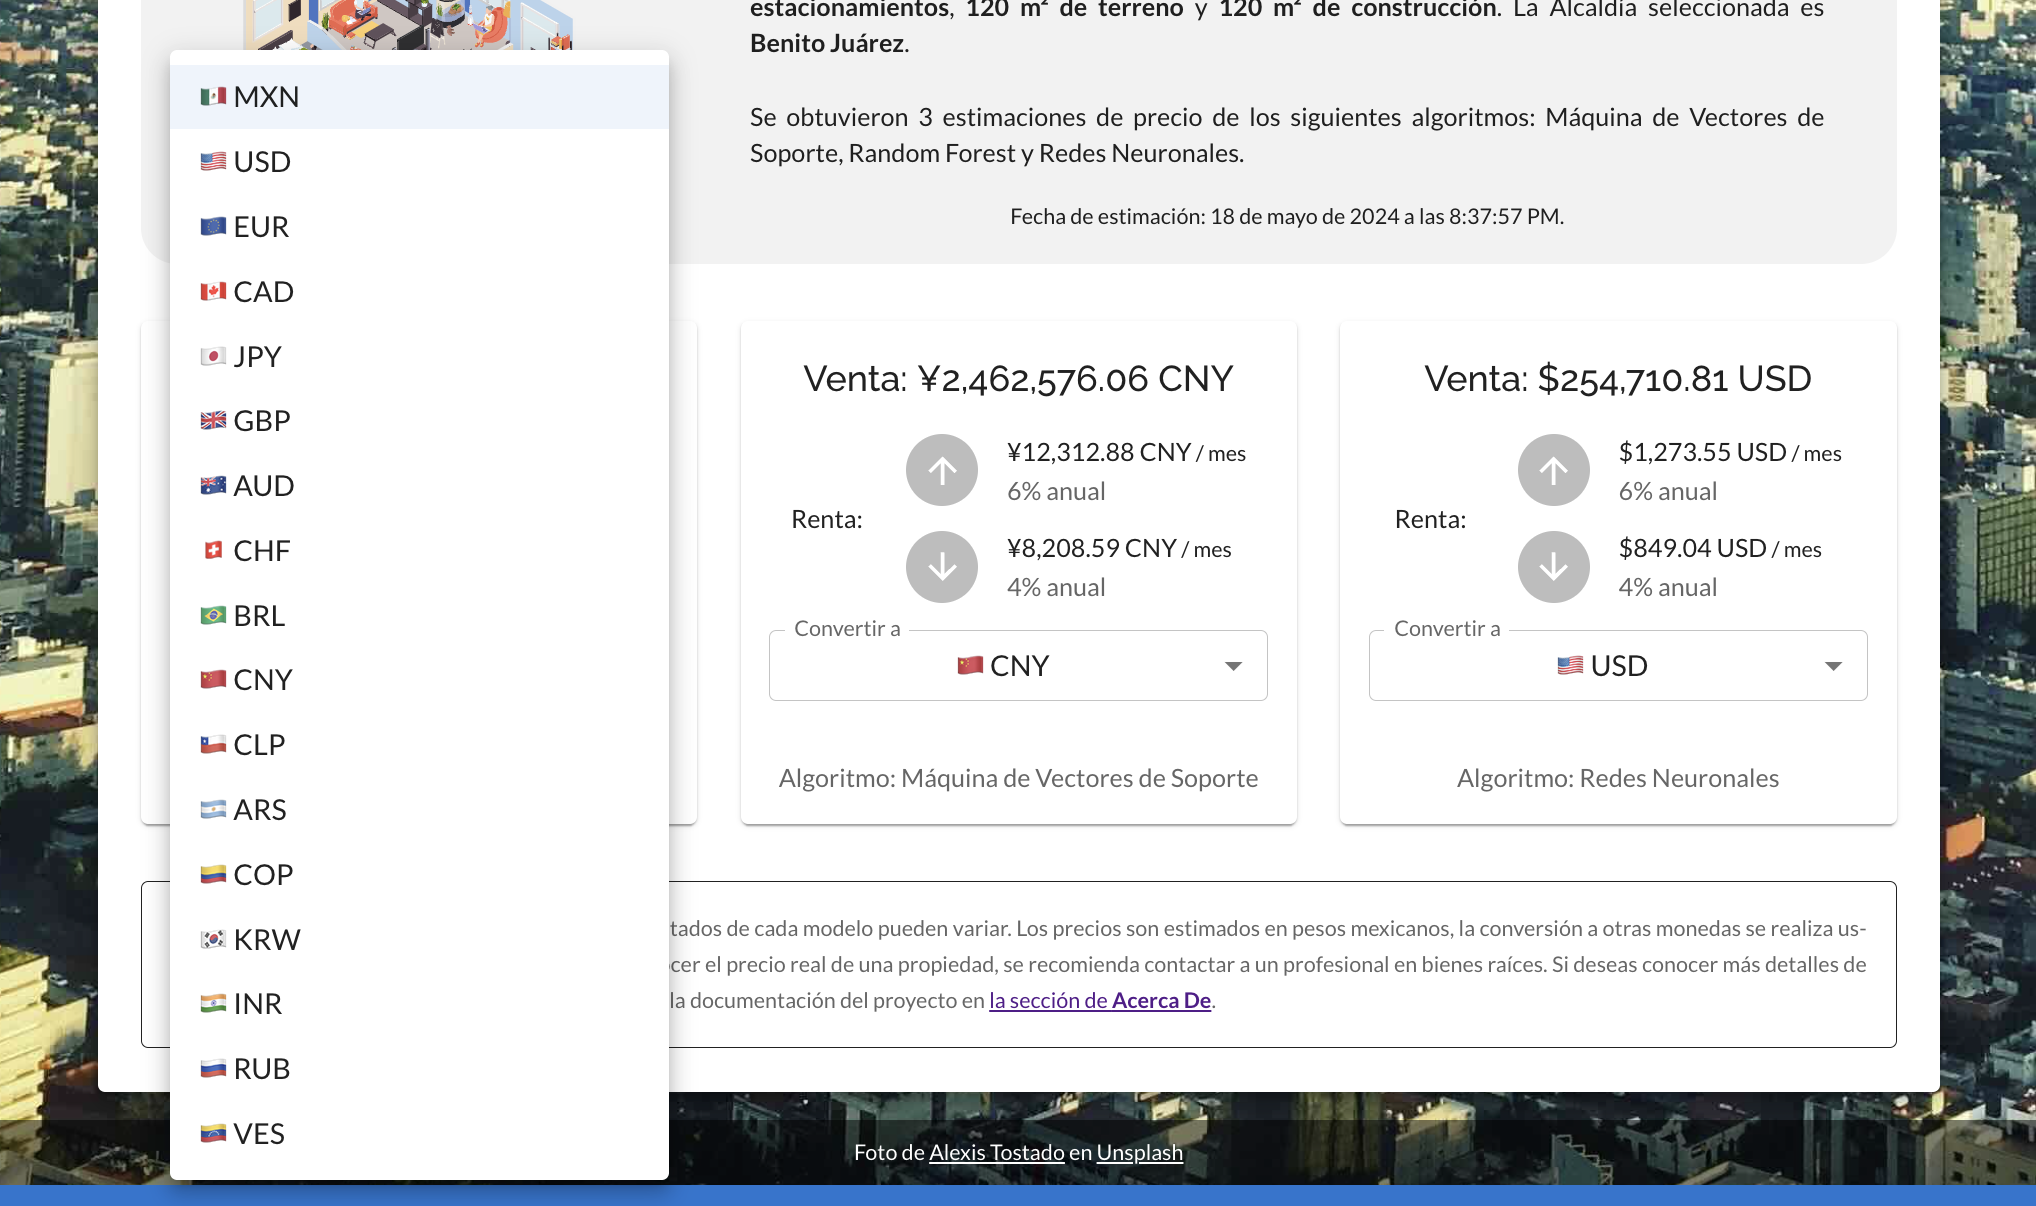 estacionamientos, 120 m² de terreno y 120 m² de construcción. La Alcaldía seleccionada es
Benito Juárez.
Se obtuvieron 3 estimaciones de precio de los siguientes algoritmos: Máquina de Vectores de
Soporte, Random Forest y Redes Neuronales.
Fecha de estimación: 18 de mayo de 2024 a las 8:37:57 PM.
MXN
USD
EUR
CAD
JPY
GBP
AUD
CHF
BRL
CNY
CLP
ARS
COP
KRW
INR
RUB
VES
Venta: ¥2,462,576.06 CNY
Renta:
¥12,312.88 CNY / mes
6% anual
¥8,208.59 CNY / mes
4% anual
Convertir a
CNY
Algoritmo: Máquina de Vectores de Soporte
Venta: $254,710.81 USD
Renta:
$1,273.55 USD / mes
6% anual
$849.04 USD / mes
4% anual
Convertir a
USD
Algoritmo: Redes Neuronales
tados de cada modelo pueden variar. Los precios son estimados en pesos mexicanos, la conversión a otras monedas se realiza us-
cer el precio real de una propiedad, se recomienda contactar a un profesional en bienes raíces. Si deseas conocer más detalles de
la documentación del proyecto en la sección de Acerca De.
Foto de Alexis Tostado en Unsplash